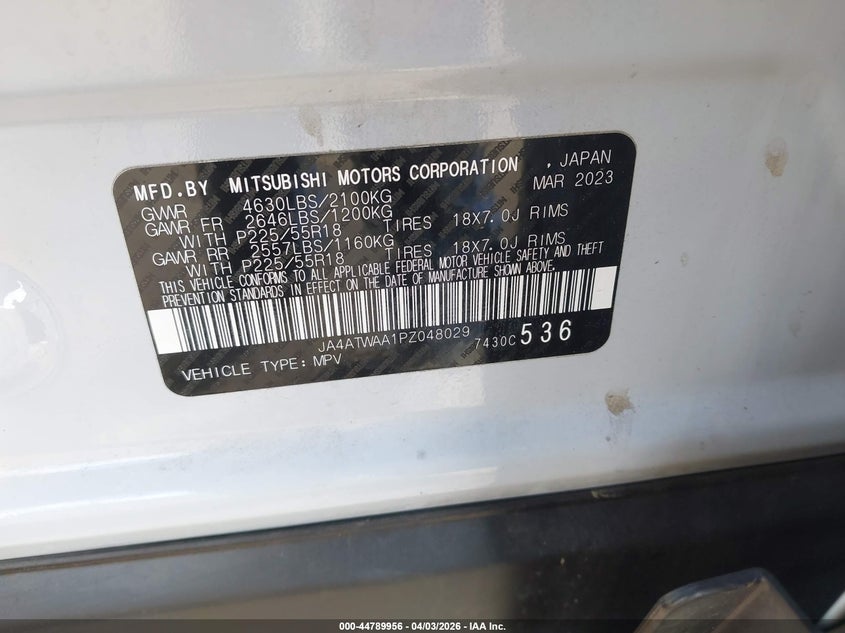 MFD.BY MITSUBISHI MOTORS CORPORATION , JAPAN
MAR 2023
GVWR 4630LBS/2100KG
GAWR FR 2646LBS/1200KG
WITH P225/55R18 TIRES 18X7.0J RIMS
GAWR RR 2557LBS/1160KG
WITH P225/55R18 TIRES 18X7.0J RIMS
THIS VEHICLE CONFORMS TO ALL APPLICABLE FEDERAL MOTOR VEHICLE SAFETY AND THEFT
PREVENTION STANDARDS IN EFFECT ON THE DATE OF MANUFACTURE SHOWN ABOVE.
JA4ATWAA1PZ048029 7430C 536
VEHICLE TYPE: MPV
000-44789956 - 04/03/2026 - IAA Inc.